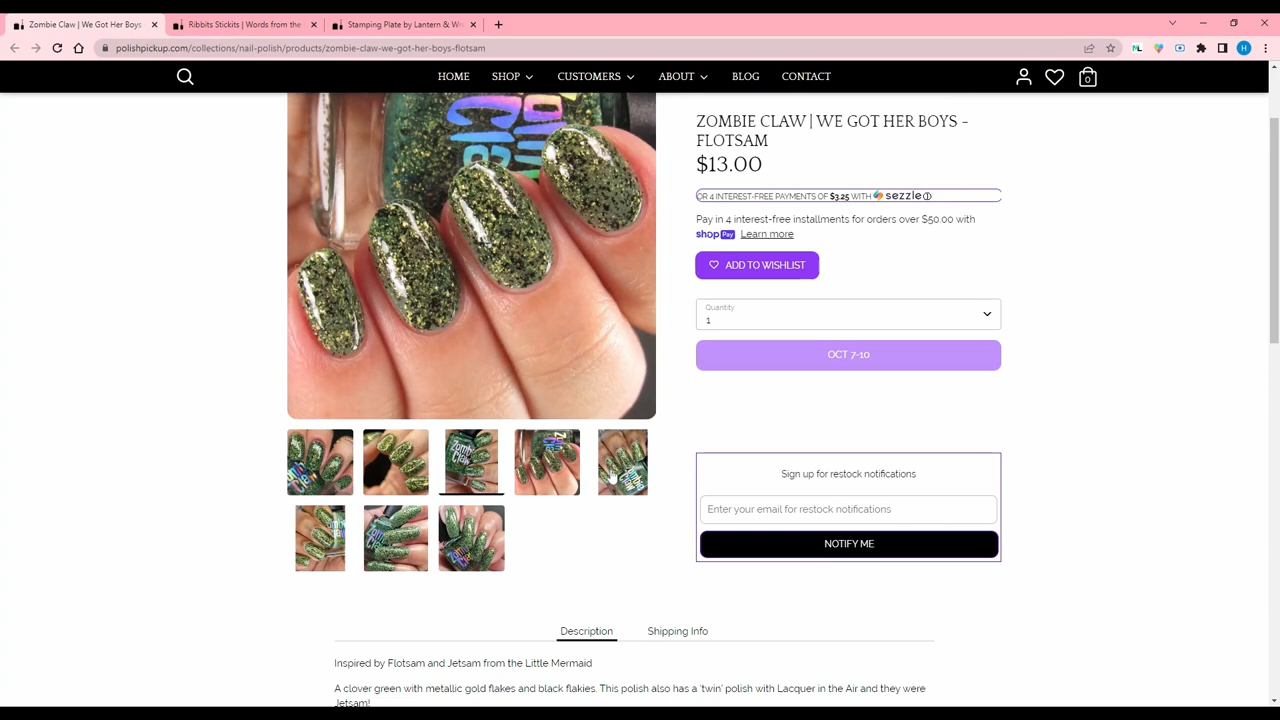 Zombie Claw | We Got Her Boys
Ribbits Stickits | Words from the
Stamping Plate by Lantern & Wr
polishpickup.com/collections/nail-polish/products/zombie-claw-we-got-her-boys-flotsam
HOME SHOP CUSTOMERS ABOUT BLOG CONTACT
0
ZOMBIE CLAW | WE GOT HER BOYS -
FLOTSAM
$13.00
OR 4 INTEREST-FREE PAYMENTS OF $3.25 WITH sezzle
Pay in 4 interest-free installments for orders over $50.00 with
shop Pay Learn more
ADD TO WISHLIST
Quantity
1
OCT 7-10
Sign up for restock notifications
Enter your email for restock notifications
NOTIFY ME
Description Shipping Info
Inspired by Flotsam and Jetsam from the Little Mermaid
A clover green with metallic gold flakes and black flakies. This polish also has a 'twin' polish with Lacquer in the Air and they were
Jetsam!